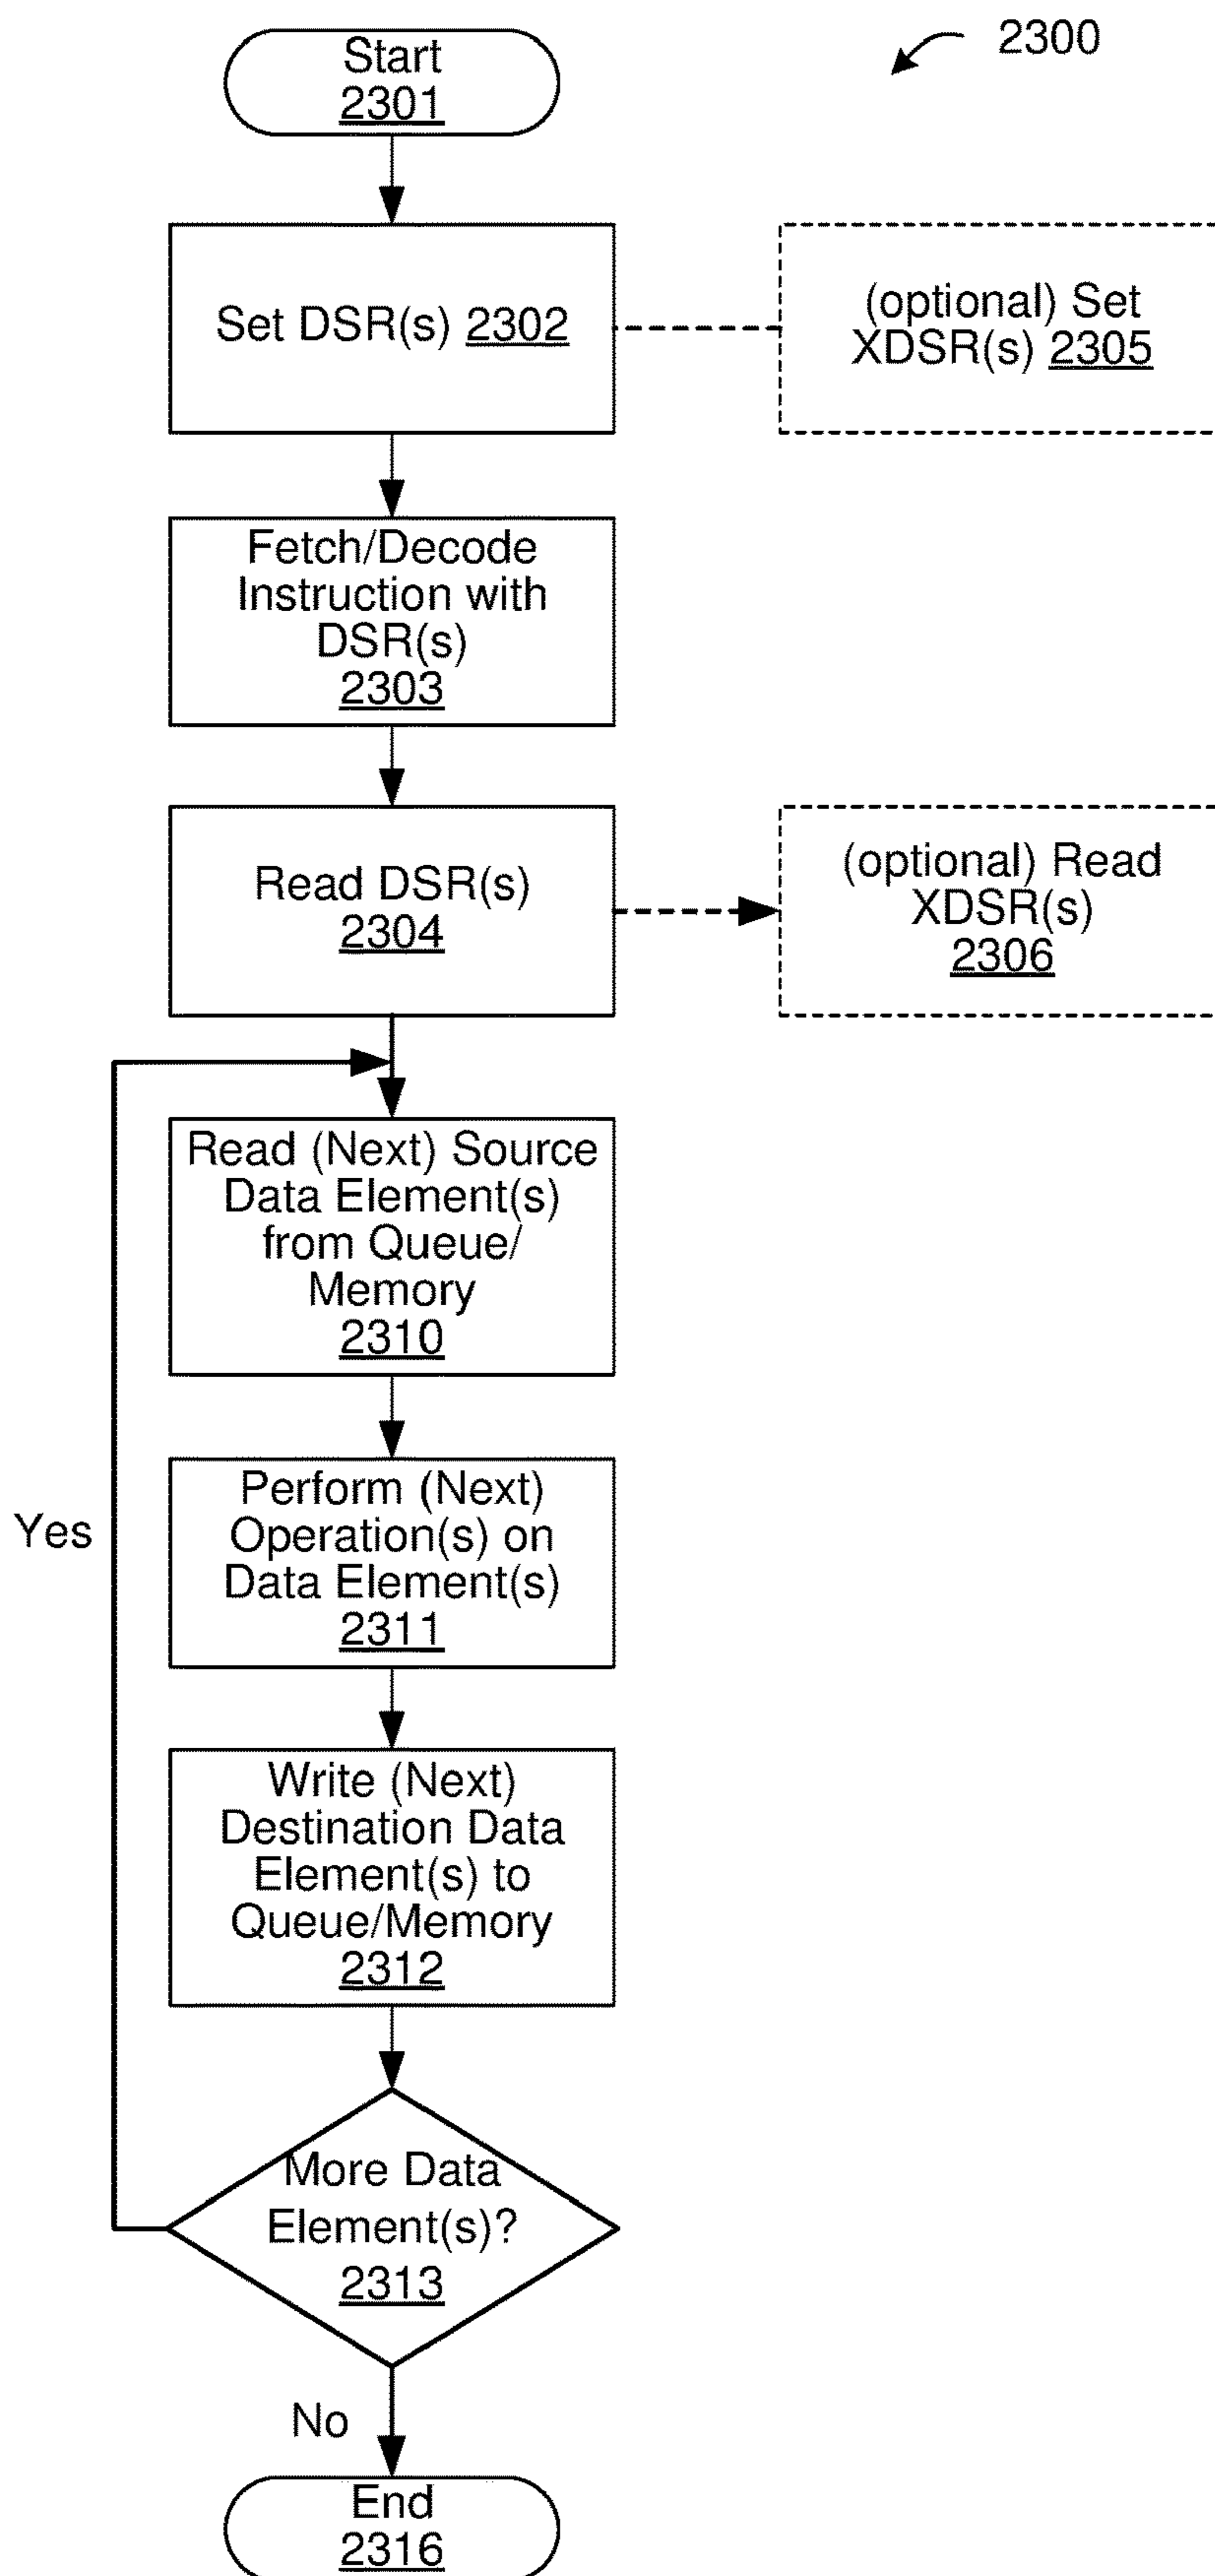 2300
Start
2301
Set DSR(s) 2302
(optional) Set
XDSR(s) 2305
Fetch/Decode
Instruction with
DSR(s)
2303
Read DSR(s)
2304
(optional) Read
XDSR(s)
2306
Read (Next) Source
Data Element(s)
from Queue/
Memory
2310
Perform (Next)
Operation(s) on
Data Element(s)
2311
Yes
Write (Next)
Destination Data
Element(s) to
Queue/Memory
2312
More Data
Element(s)?
2313
No
End
2316